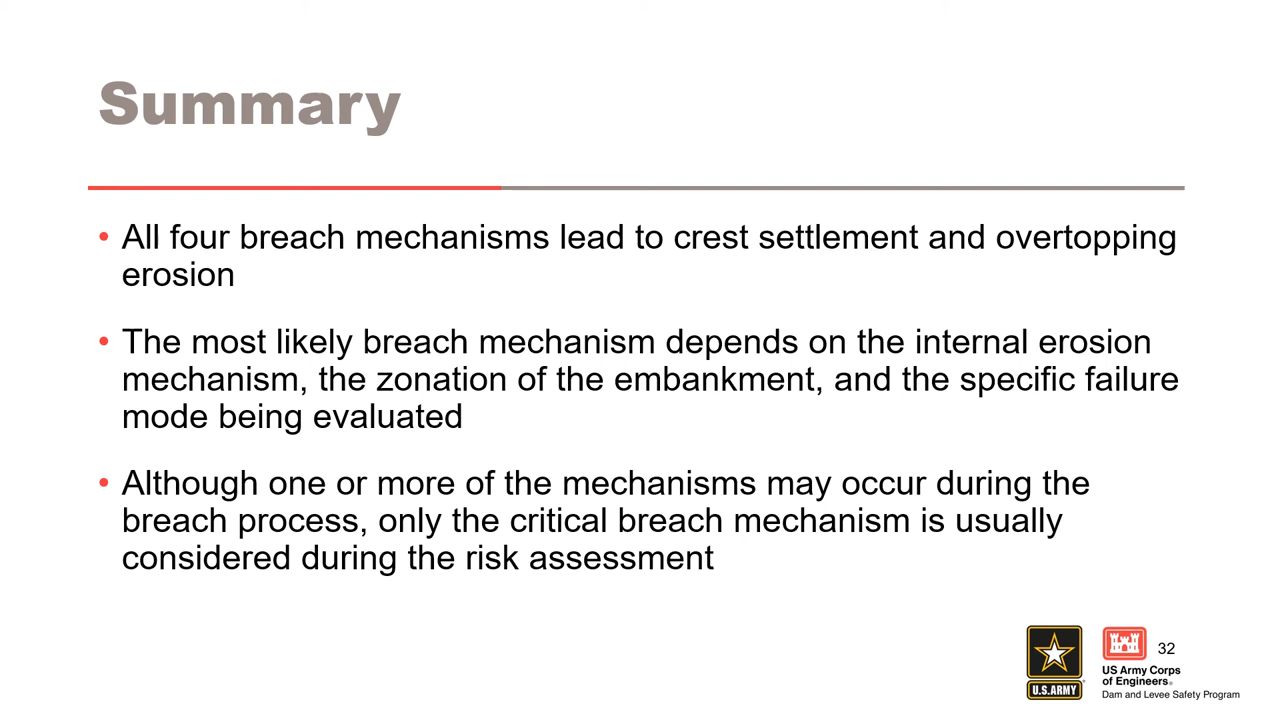 Summary
• All four breach mechanisms lead to crest settlement and overtopping
erosion
• The most likely breach mechanism depends on the internal erosion
mechanism, the zonation of the embankment, and the specific failure
mode being evaluated
• Although one or more of the mechanisms may occur during the
breach process, only the critical breach mechanism is usually
considered during the risk assessment
U.S.ARMY
32
US Army Corps
of Engineers®
Dam and Levee Safety Program